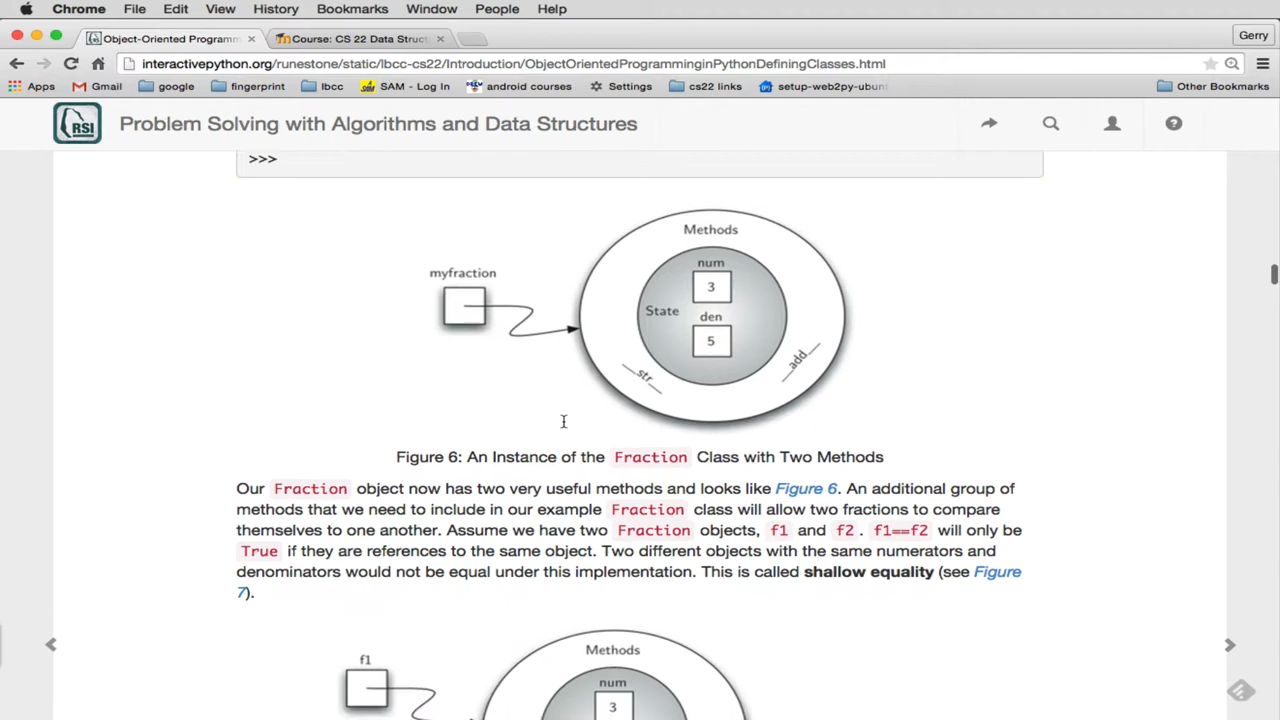 Chrome File Edit View History Bookmarks Window People Help
Object-Oriented Programm
Course: CS 22 Data Struct
Gerry
interactivepython.org/runestone/static/lbcc-cs22/Introduction/ObjectOrientedProgramminginPythonDefiningClasses.html
Apps Gmail google fingerprint lbcc SAM - Log In android courses Settings cs22 links setup-web2py-ubun Other Bookmarks
RSI Problem Solving with Algorithms and Data Structures
>>>
Methods
num
myfraction
3
State
den
5
__str__
__add__
Figure 6: An Instance of the Fraction Class with Two Methods
Our Fraction object now has two very useful methods and looks like Figure 6. An additional group of
methods that we need to include in our example Fraction class will allow two fractions to compare
themselves to one another. Assume we have two Fraction objects, f1 and f2. f1==f2 will only be
True if they are references to the same object. Two different objects with the same numerators and
denominators would not be equal under this implementation. This is called shallow equality (see Figure
7).
Methods
f1
num
3